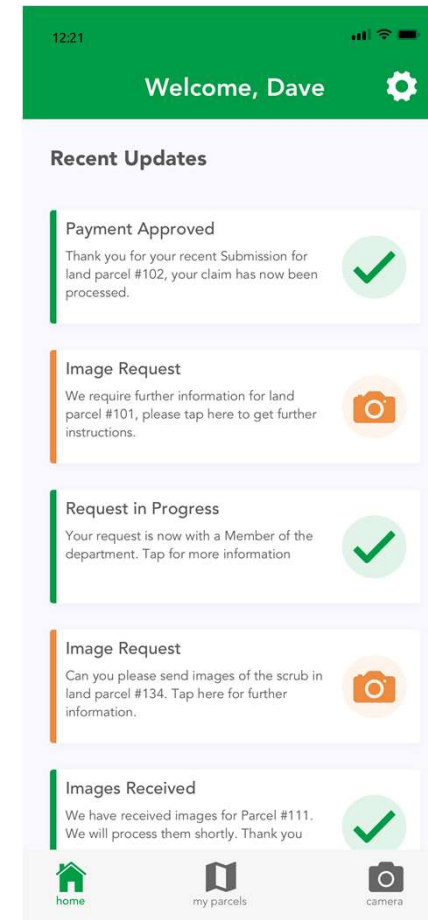 12:21
Welcome, Dave
Recent Updates
Payment Approved
Thank you for your recent Submission for
land parcel #102, your claim has now been
processed.
Image Request
We require further information for land
parcel #101, please tap here to get further
instructions.
Request in Progress
Your request is now with a Member of the
department. Tap for more information
Image Request
Can you please send images of the scrub in
land parcel #134. Tap here for further
information.
Images Received
We have received images for Parcel #111.
We will process them shortly. Thank you
home
my parcels
camera